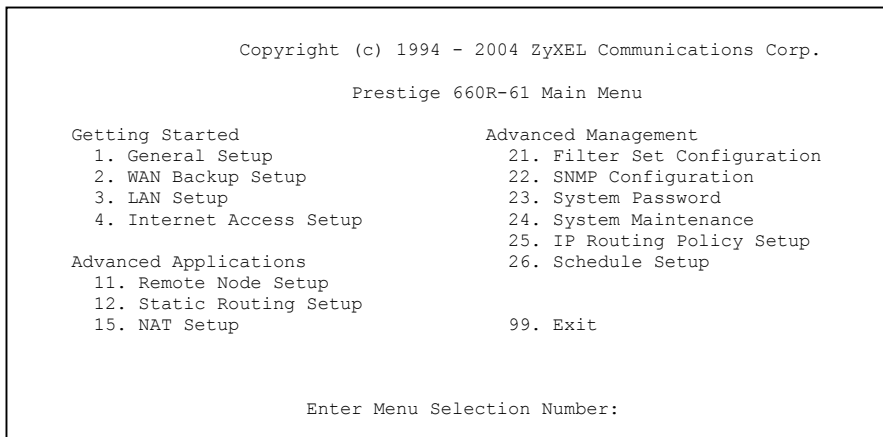 Copyright (c) 1994 - 2004 ZyXEL Communications Corp.
Prestige 660R-61 Main Menu
Getting Started
1. General Setup
2. WAN Backup Setup
3. LAN Setup
4. Internet Access Setup
Advanced Applications
11. Remote Node Setup
12. Static Routing Setup
15. NAT Setup
Advanced Management
21. Filter Set Configuration
22. SNMP Configuration
23. System Password
24. System Maintenance
25. IP Routing Policy Setup
26. Schedule Setup
99. Exit
Enter Menu Selection Number: